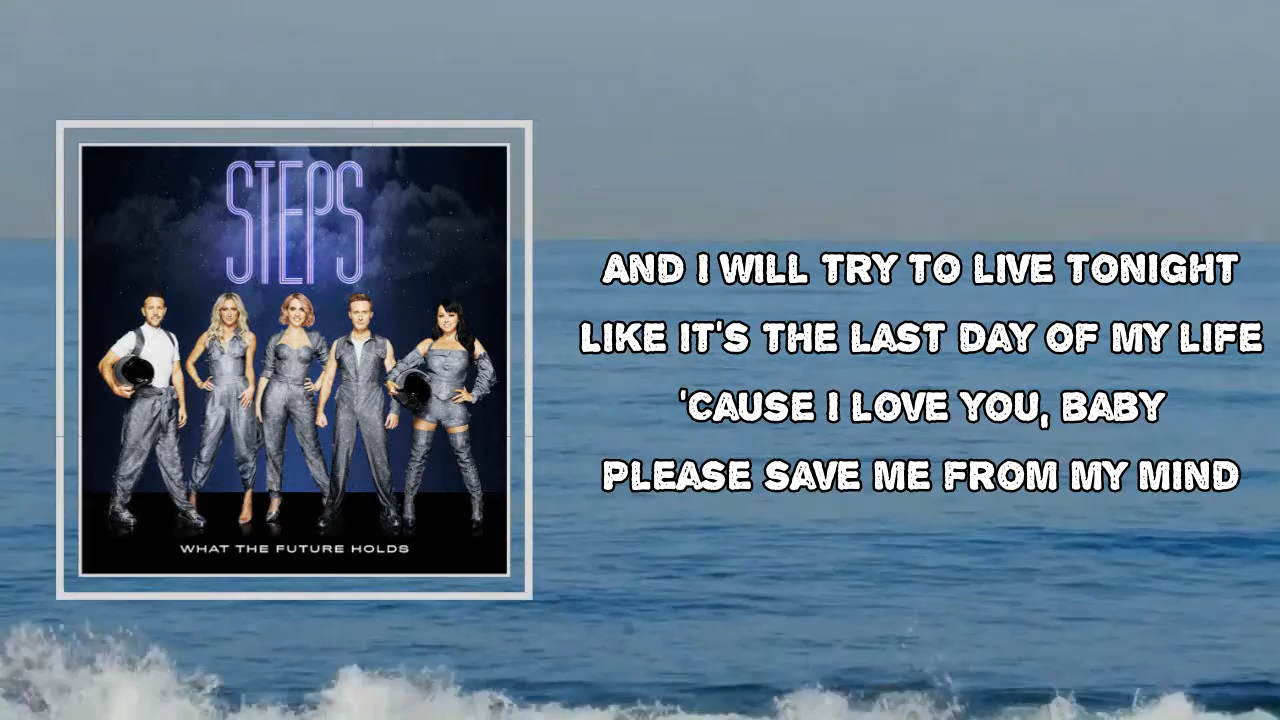 STEPS
WHAT THE FUTURE HOLDS
AND I WILL TRY TO LIVE TONIGHT
LIKE IT'S THE LAST DAY OF MY LIFE
'CAUSE I LOVE YOU, BABY
PLEASE SAVE ME FROM MY MIND